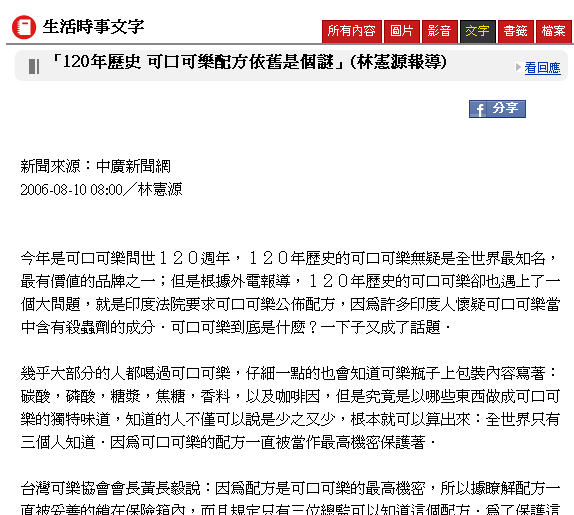 生活時事文字
所有內容 圖片 影音 文字 書籤 檔案
「120年歷史 可口可樂配方依舊是個謎」(林憲源報導)
看回應
分享
新聞來源：中廣新聞網
2006-08-10 08:00／林憲源
今年是可口可樂問世１２０週年，１２０年歷史的可口可樂無疑是全世界最知名，
最有價值的品牌之一；但是根據外電報導，１２０年歷史的可口可樂卻也遇上了一
個大問題，就是印度法院要求可口可樂公佈配方，因為許多印度人懷疑可口可樂當
中含有殺蟲劑的成分．可口可樂到底是什麼？一下子又成了話題．
幾乎大部分的人都喝過可口可樂，仔細一點的也會知道可樂瓶子上包裝內容寫著：
碳酸，磷酸，糖漿，焦糖，香料，以及咖啡因，但是究竟是以哪些東西做成可口可
樂的獨特味道，知道的人不僅可以說是少之又少，根本就可以算出來：全世界只有
三個人知道．因為可口可樂的配方一直被當作最高機密保護著．
台灣可樂協會會長黃長毅說：因為配方是可口可樂的最高機密，所以據瞭解配方一
直被妥善的鎖在保險箱內，而且規定只有三位總監可以知道這個配方．為了保護這